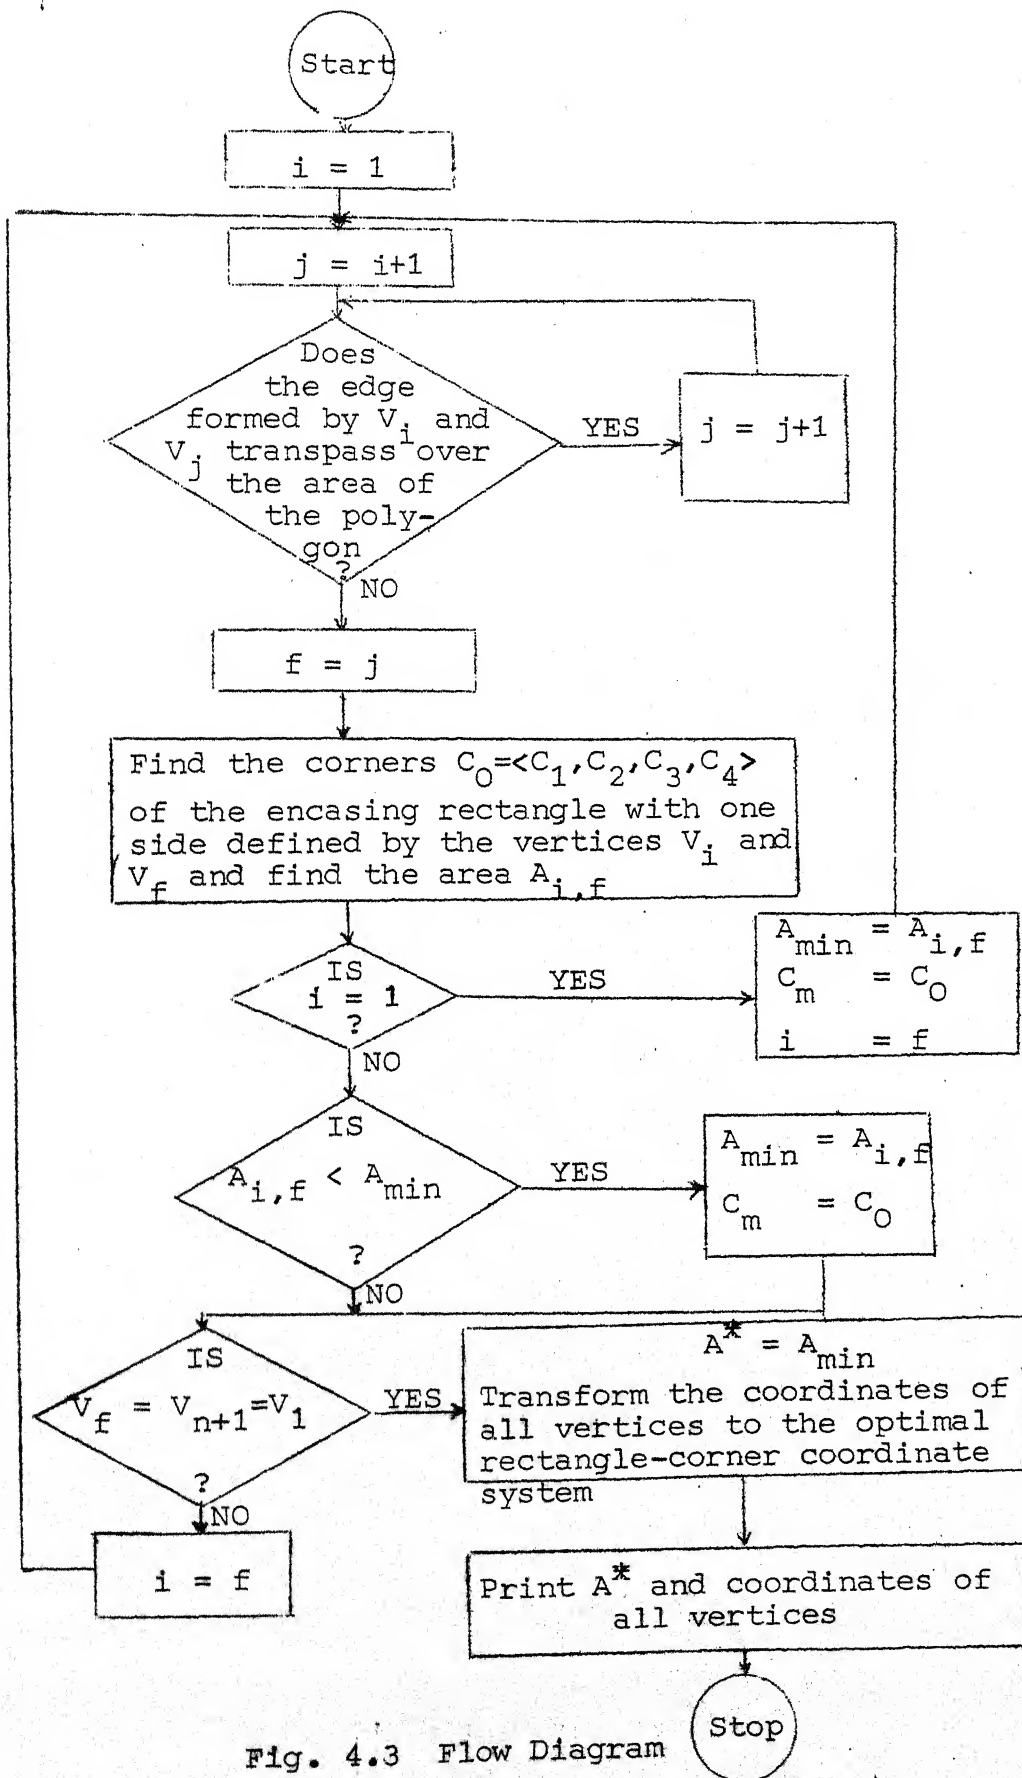 Start
i = 1
j = i+1
Does
the edge
formed by V_i and
V_j transpass over
the area of
the poly-
gon
?
YES
j = j+1
NO
f = j
Find the corners C_O=<C_1,C_2,C_3,C_4>
of the encasing rectangle with one
side defined by the vertices V_i and
V_f and find the area A_i,f
IS
i = 1
?
YES
A_min = A_i,f
C_m = C_O
i = f
NO
IS
A_i,f < A_min
?
YES
A_min = A_i,f
C_m = C_O
NO
IS
V_f = V_n+1=V_1
?
YES
A* = A_min
Transform the coordinates of
all vertices to the optimal
rectangle-corner coordinate
system
NO
i = f
Print A* and coordinates of
all vertices
Stop
Fig. 4.3 Flow Diagram